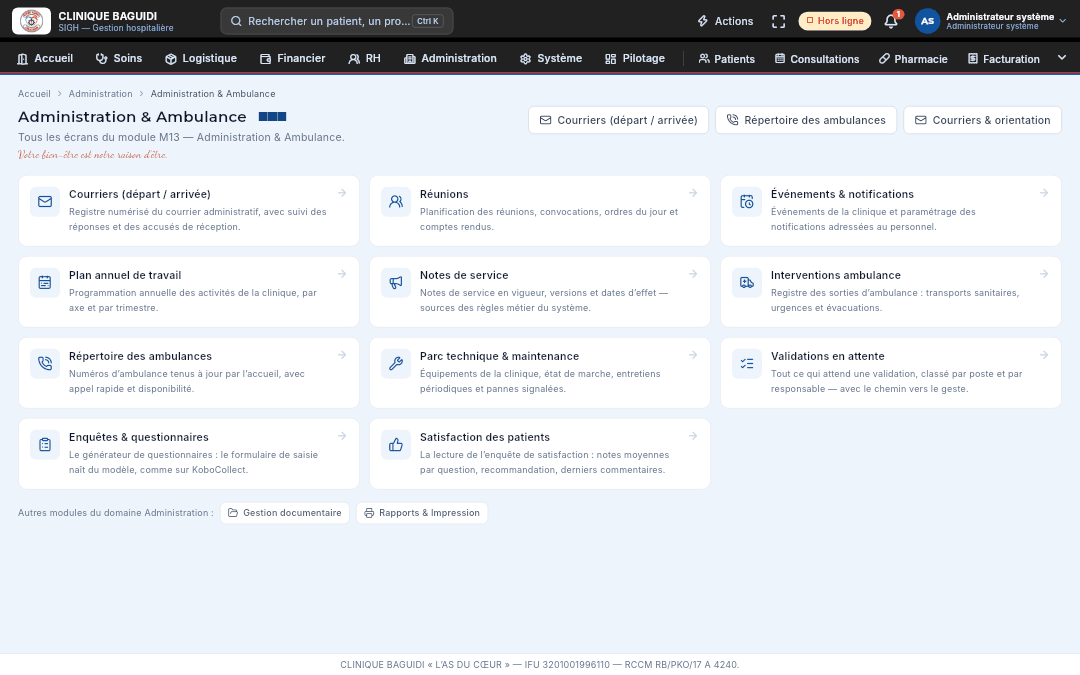 CLINIQUE BAGUIDI
SIGH — Gestion hospitalière
Rechercher un patient, un pro... Ctrl K
Actions
Hors ligne
1
AS
Administrateur système
Administrateur système
Accueil Soins Logistique Financier RH Administration Système Pilotage Patients Consultations Pharmacie Facturation
Accueil > Administration > Administration & Ambulance
Administration & Ambulance
Tous les écrans du module M13 — Administration & Ambulance.
Votre bien-être est notre raison d'être.
Courriers (départ / arrivée) Répertoire des ambulances Courriers & orientation
Courriers (départ / arrivée)
Registre numérisé du courrier administratif, avec suivi des
réponses et des accusés de réception.
Réunions
Planification des réunions, convocations, ordres du jour et
comptes rendus.
Événements & notifications
Événements de la clinique et paramétrage des
notifications adressées au personnel.
Plan annuel de travail
Programmation annuelle des activités de la clinique, par
axe et par trimestre.
Notes de service
Notes de service en vigueur, versions et dates d'effet —
sources des règles métier du système.
Interventions ambulance
Registre des sorties d'ambulance : transports sanitaires,
urgences et évacuations.
Répertoire des ambulances
Numéros d'ambulance tenus à jour par l'accueil, avec
appel rapide et disponibilité.
Parc technique & maintenance
Équipements de la clinique, état de marche, entretiens
périodiques et pannes signalées.
Validations en attente
Tout ce qui attend une validation, classé par poste et par
responsable — avec le chemin vers le geste.
Enquêtes & questionnaires
Le générateur de questionnaires : le formulaire de saisie
naît du modèle, comme sur KoboCollect.
Satisfaction des patients
La lecture de l'enquête de satisfaction : notes moyennes
par question, recommandation, derniers commentaires.
Autres modules du domaine Administration : Gestion documentaire Rapports & Impression
CLINIQUE BAGUIDI « L'AS DU CŒUR » — IFU 3201001996110 — RCCM RB/PKO/17 A 4240.